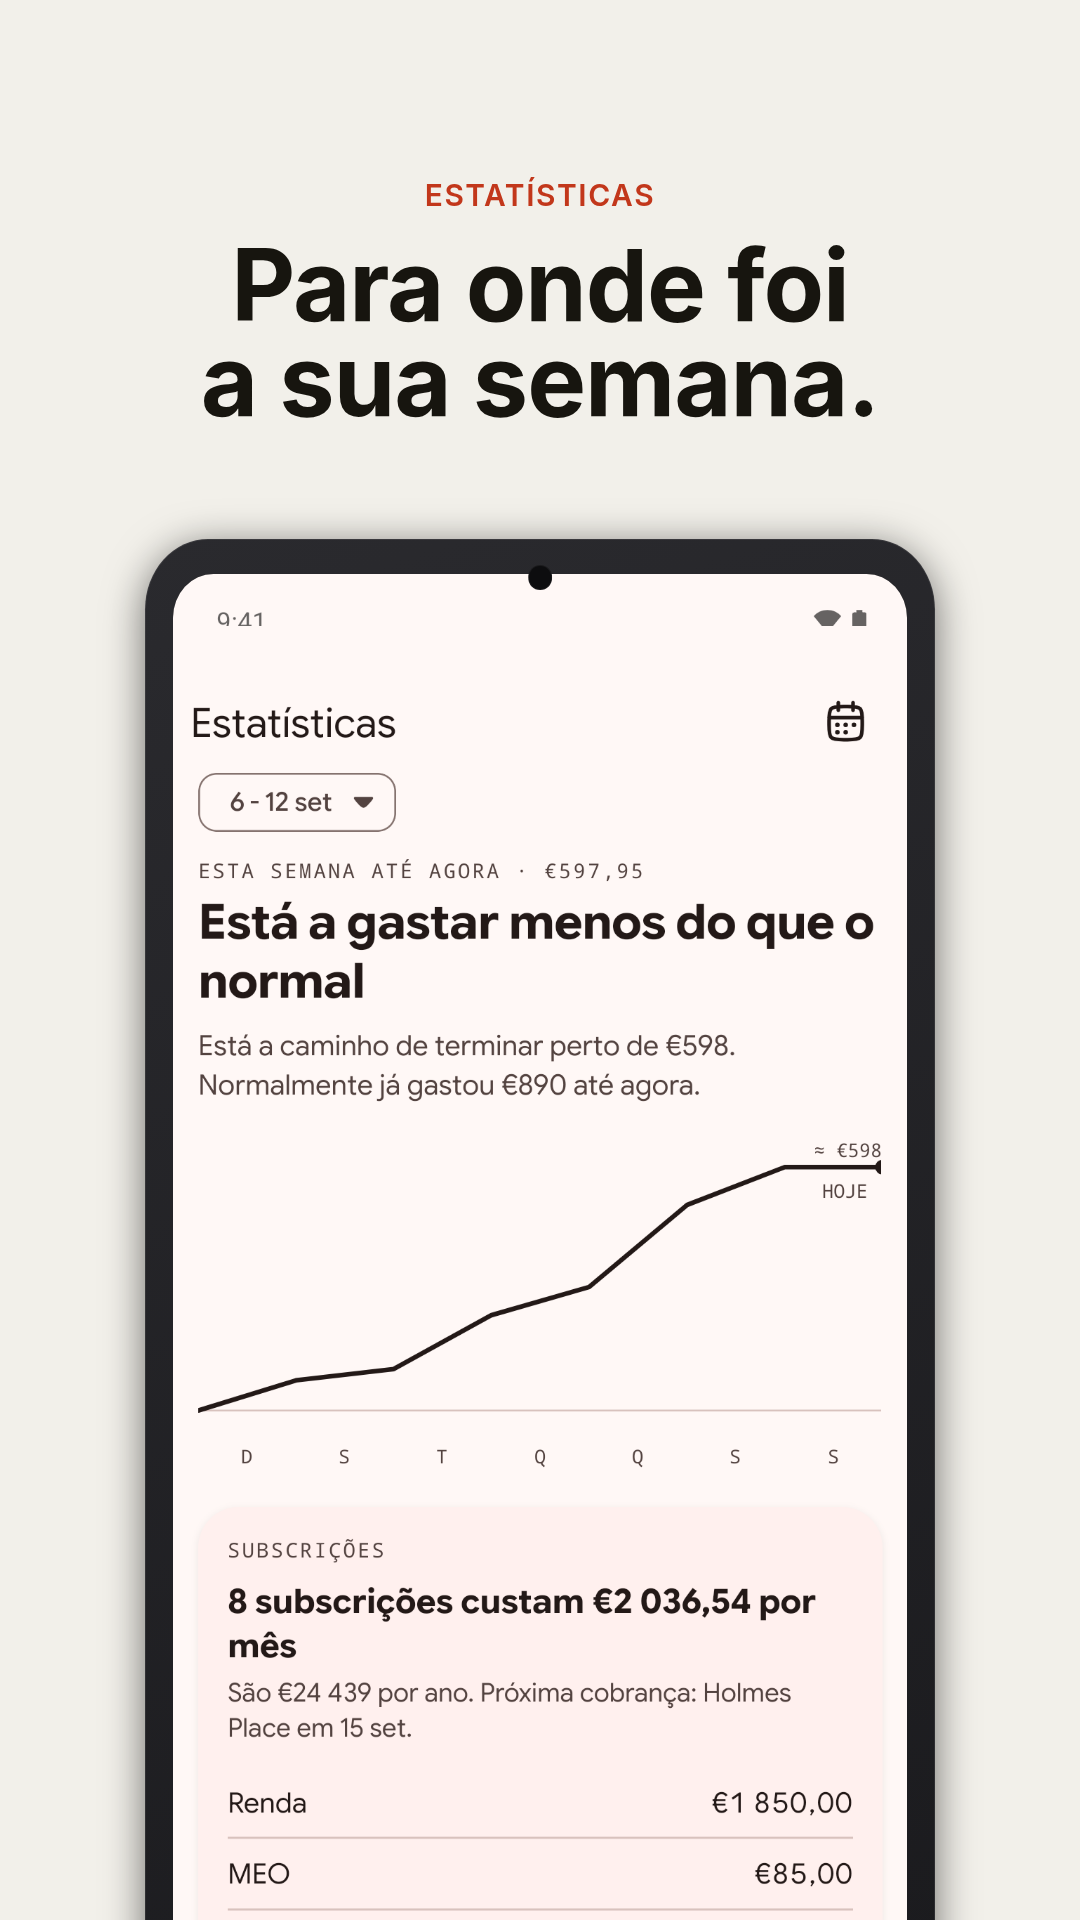 ESTATÍSTICAS
Para onde foi
a sua semana.
9:41
Estatísticas
6 - 12 set
ESTA SEMANA ATÉ AGORA · €597,95
Está a gastar menos do que o
normal
Está a caminho de terminar perto de €598.
Normalmente já gastou €890 até agora.
≈ €598
HOJE
D S T Q Q S S
SUBSCRIÇÕES
8 subscrições custam €2 036,54 por
mês
São €24 439 por ano. Próxima cobrança: Holmes
Place em 15 set.
Renda €1 850,00
MEO €85,00